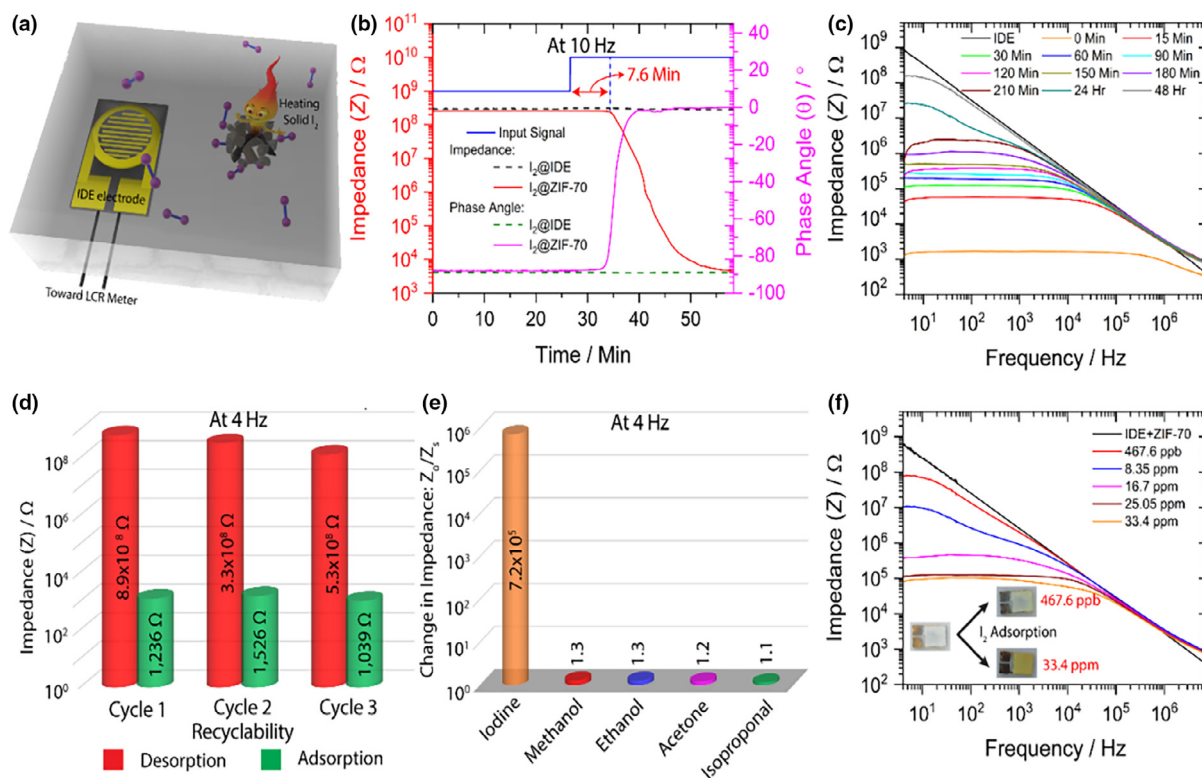 (a)
Heating
Solid I2
IDE electrode
Toward LCR Meter
(b)
At 10 Hz
7.6 Min
Input Signal
Impedance:
I2@IDE
I2@ZIF-70
Phase Angle:
I2@IDE
I2@ZIF-70
Impedance (Z) / Ω
10^11
10^10
10^9
10^8
10^7
10^6
10^5
10^4
10^3
Phase Angle (θ) / °
40
20
0
-20
-40
-60
-80
-100
0 10 20 30 40 50
Time / Min
(c)
IDE 0 Min 15 Min
30 Min 60 Min 90 Min
120 Min 150 Min 180 Min
210 Min 24 Hr 48 Hr
Impedance (Z) / Ω
10^9
10^8
10^7
10^6
10^5
10^4
10^3
10^2
10^1 10^2 10^3 10^4 10^5 10^6
Frequency / Hz
(d)
At 4 Hz
Impedance (Z) / Ω
10^8
10^6
10^4
10^2
10^0
8.9x10^8 Ω
1,236 Ω
3.3x10^8 Ω
1,526 Ω
5.3x10^8 Ω
1,039 Ω
Cycle 1 Cycle 2 Cycle 3
Recyclability
Desorption Adsorption
(e)
At 4 Hz
Change in Impedance: Zo/Zs
10^6
10^5
10^4
10^3
10^2
10^1
10^0
7.2x10^5
1.3
1.3
1.2
1.1
Iodine
Methanol
Ethanol
Acetone
Isoproponal
(f)
IDE+ZIF-70
467.6 ppb
8.35 ppm
16.7 ppm
25.05 ppm
33.4 ppm
Impedance (Z) / Ω
10^9
10^8
10^7
10^6
10^5
10^4
10^3
10^2
467.6 ppb
I2 Adsorption
33.4 ppm
10^1 10^2 10^3 10^4 10^5 10^6
Frequency / Hz